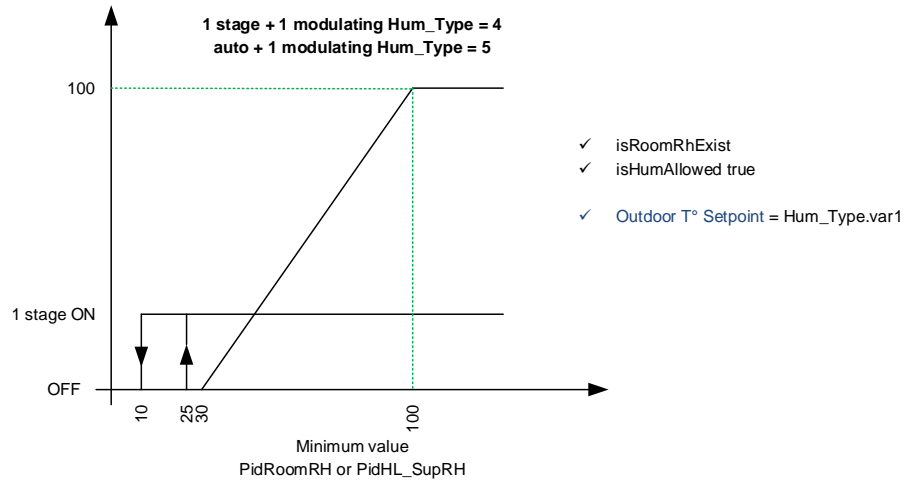 1 stage + 1 modulating Hum_Type = 4
auto + 1 modulating Hum_Type = 5
100
✓ isRoomRhExist
✓ isHumAllowed true
✓ Outdoor T° Setpoint = Hum_Type.var1
1 stage ON
OFF
10
25
30
100
Minimum value
PidRoomRH or PidHL_SupRH